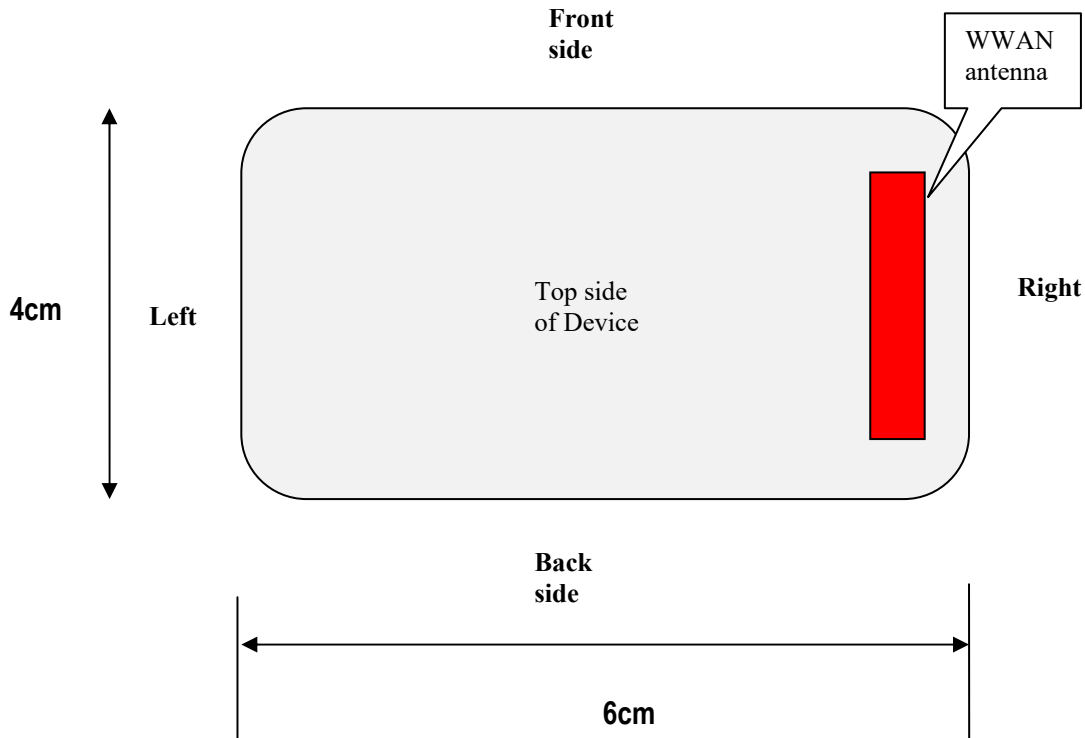 Front
side
WWAN
antenna
4cm
Left
Top side
of Device
Right
Back
side
6cm